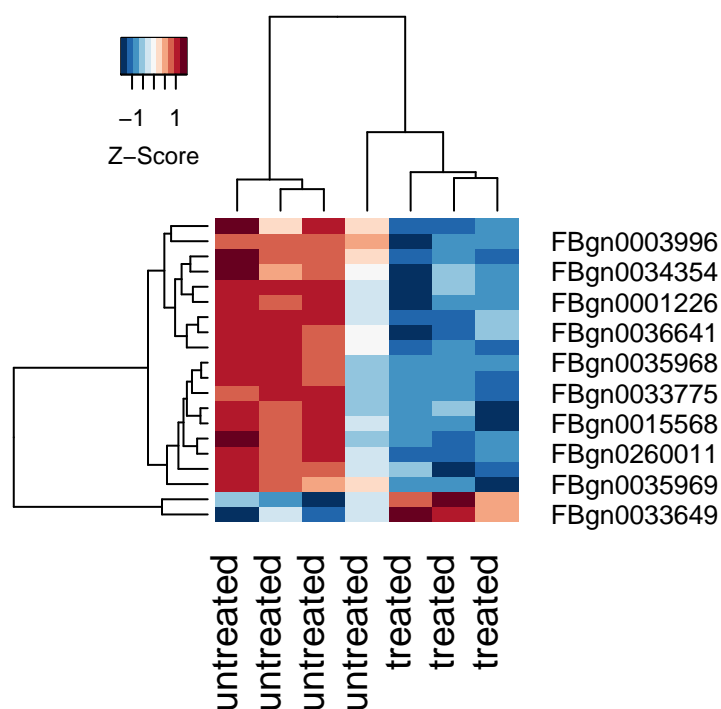 −1 1
Z−Score
FBgn0003996
FBgn0034354
FBgn0001226
FBgn0036641
FBgn0035968
FBgn0033775
FBgn0015568
FBgn0260011
FBgn0035969
FBgn0033649
untreated
untreated
untreated
untreated
treated
treated
treated